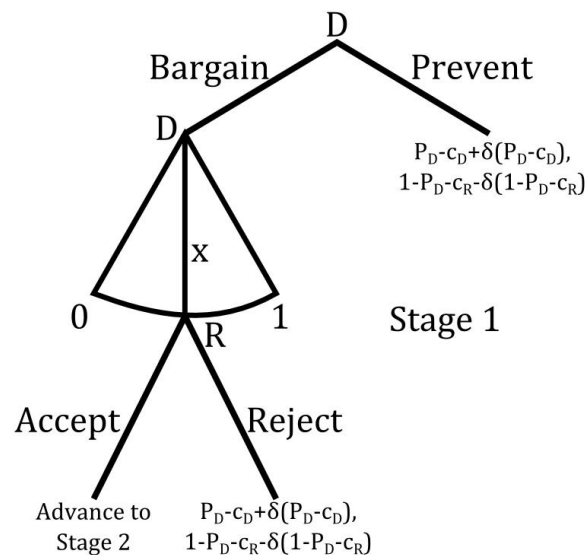 D
Bargain
Prevent
D
P_D-c_D+δ(P_D-c_D),
1-P_D-c_R-δ(1-P_D-c_R)
x
0
1
R
Stage 1
Accept
Reject
Advance to
Stage 2
P_D-c_D+δ(P_D-c_D),
1-P_D-c_R-δ(1-P_D-c_R)